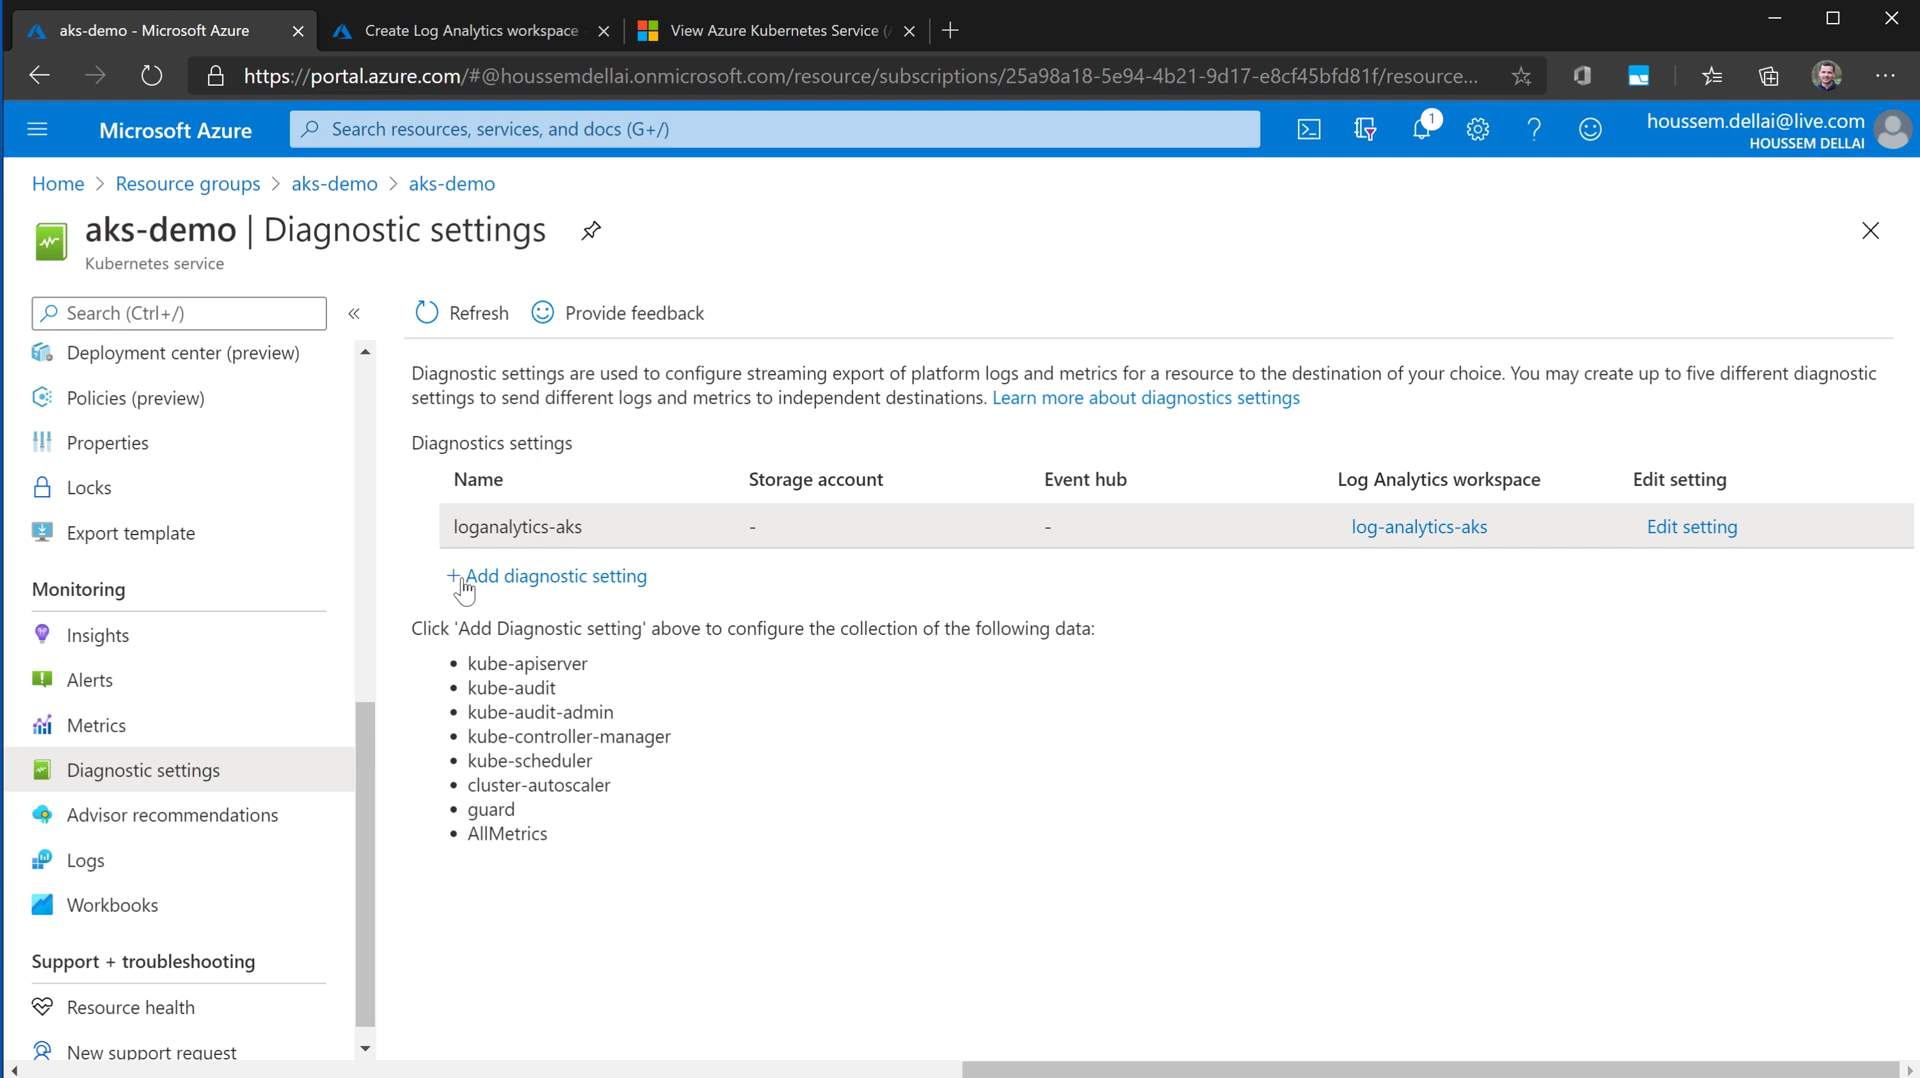 aks-demo - Microsoft Azure
Create Log Analytics workspace
View Azure Kubernetes Service (
https://portal.azure.com/#@houssemdellai.onmicrosoft.com/resource/subscriptions/25a98a18-5e94-4b21-9d17-e8cf45bfd81f/resource...
Microsoft Azure
Search resources, services, and docs (G+/)
1
houssem.dellai@live.com
HOUSSEM DELLAI
Home > Resource groups > aks-demo > aks-demo
aks-demo | Diagnostic settings
Kubernetes service
Search (Ctrl+/)
Refresh
Provide feedback
Deployment center (preview)
Policies (preview)
Properties
Locks
Export template
Monitoring
Insights
Alerts
Metrics
Diagnostic settings
Advisor recommendations
Logs
Workbooks
Support + troubleshooting
Resource health
New support request
Diagnostic settings are used to configure streaming export of platform logs and metrics for a resource to the destination of your choice. You may create up to five different diagnostic
settings to send different logs and metrics to independent destinations. Learn more about diagnostics settings
Diagnostics settings
Name Storage account Event hub Log Analytics workspace Edit setting
loganalytics-aks - - log-analytics-aks Edit setting
+ Add diagnostic setting
Click 'Add Diagnostic setting' above to configure the collection of the following data:
• kube-apiserver
• kube-audit
• kube-audit-admin
• kube-controller-manager
• kube-scheduler
• cluster-autoscaler
• guard
• AllMetrics